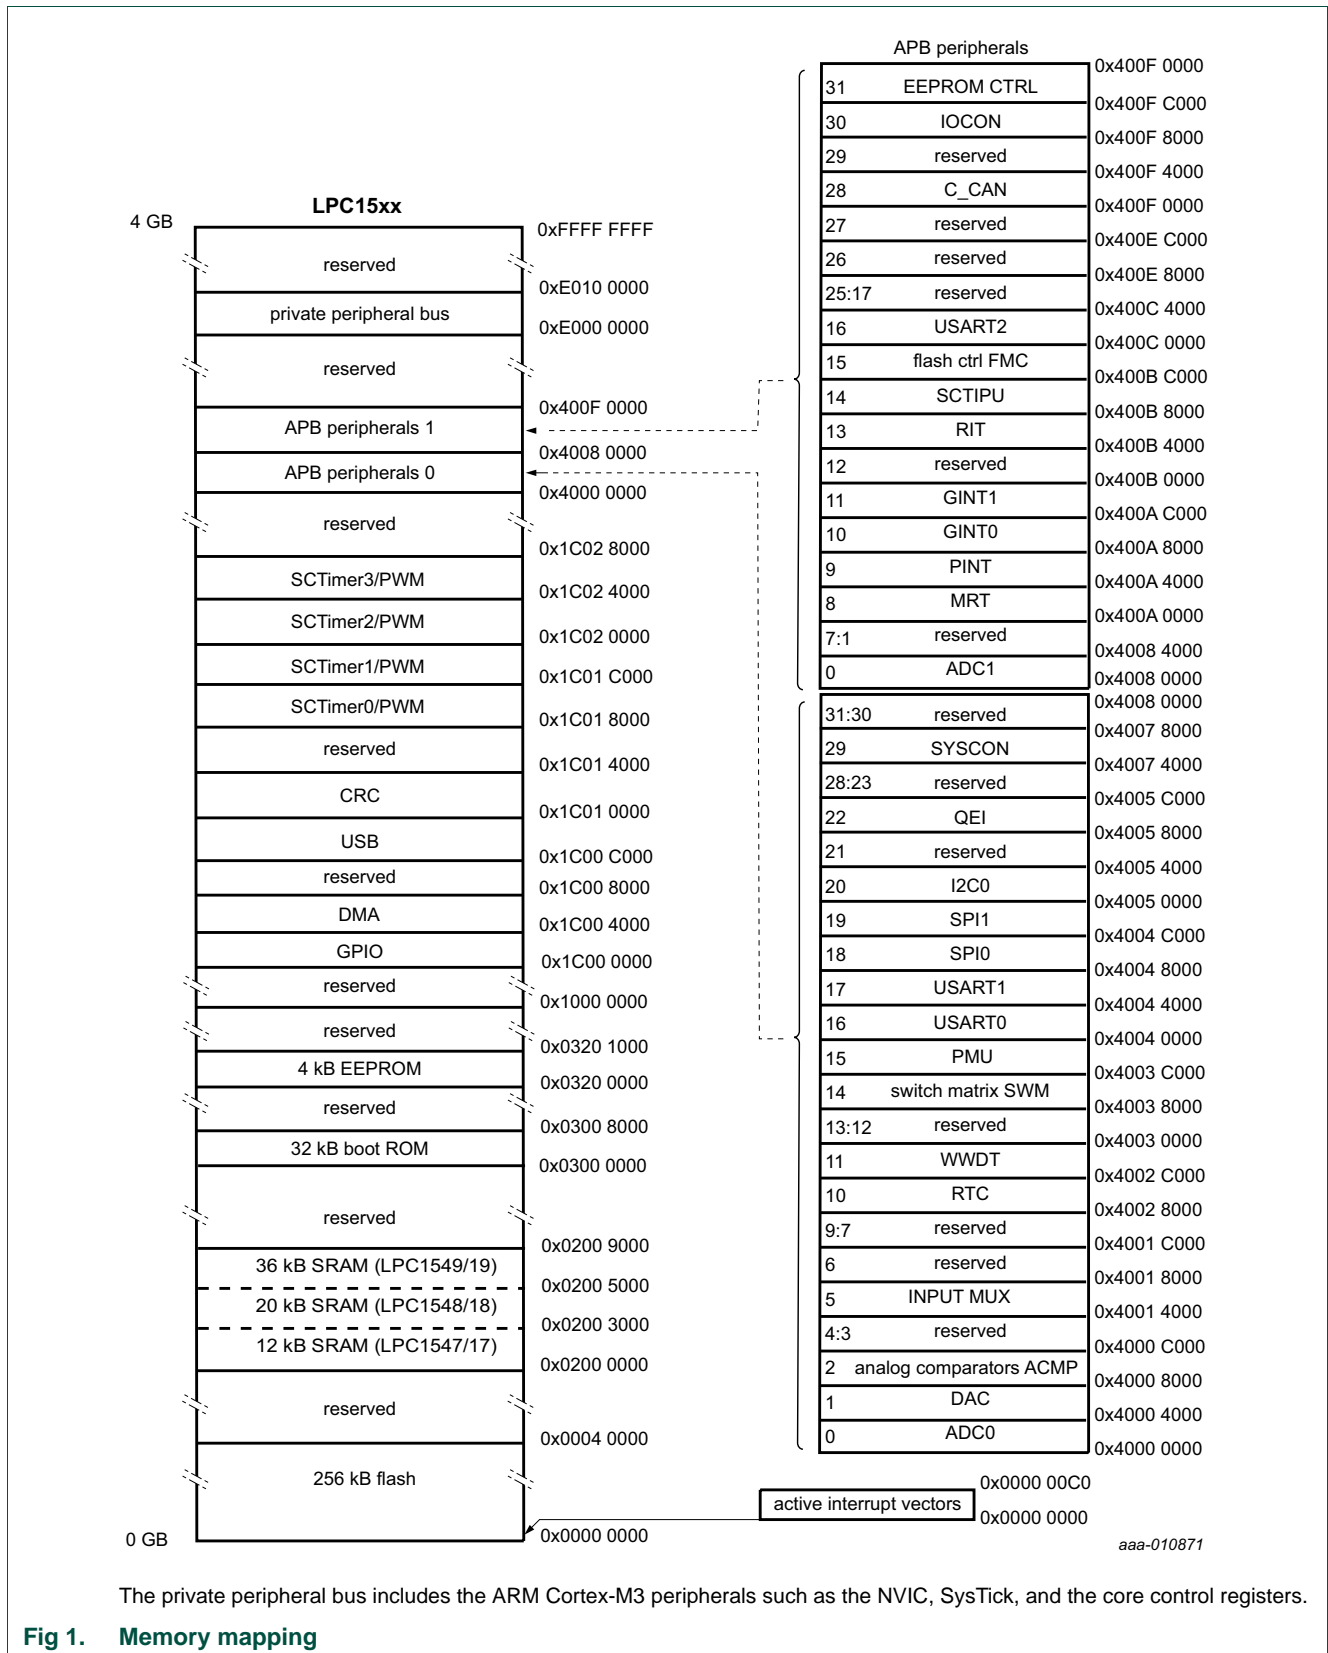 LPC15xx
4 GB
0xFFFF FFFF
reserved
0xE010 0000
private peripheral bus
0xE000 0000
reserved
0x400F 0000
APB peripherals 1
0x4008 0000
APB peripherals 0
0x4000 0000
reserved
0x1C02 8000
SCTimer3/PWM
0x1C02 4000
SCTimer2/PWM
0x1C02 0000
SCTimer1/PWM
0x1C01 C000
SCTimer0/PWM
0x1C01 8000
reserved
0x1C01 4000
CRC
0x1C01 0000
USB
0x1C00 C000
reserved
0x1C00 8000
DMA
0x1C00 4000
GPIO
0x1C00 0000
reserved
0x1000 0000
reserved
0x0320 1000
4 kB EEPROM
0x0320 0000
reserved
0x0300 8000
32 kB boot ROM
0x0300 0000
reserved
0x0200 9000
36 kB SRAM (LPC1549/19)
0x0200 5000
20 kB SRAM (LPC1548/18)
0x0200 3000
12 kB SRAM (LPC1547/17)
0x0200 0000
reserved
0x0004 0000
256 kB flash
0 GB
0x0000 0000
APB peripherals
0x400F 0000
31 EEPROM CTRL
0x400F C000
30 IOCON
0x400F 8000
29 reserved
0x400F 4000
28 C_CAN
0x400F 0000
27 reserved
0x400E C000
26 reserved
0x400E 8000
25:17 reserved
0x400C 4000
16 USART2
0x400C 0000
15 flash ctrl FMC
0x400B C000
14 SCTIPU
0x400B 8000
13 RIT
0x400B 4000
12 reserved
0x400B 0000
11 GINT1
0x400A C000
10 GINT0
0x400A 8000
9 PINT
0x400A 4000
8 MRT
0x400A 0000
7:1 reserved
0x4008 4000
0 ADC1
0x4008 0000
0x4008 0000
31:30 reserved
0x4007 8000
29 SYSCON
0x4007 4000
28:23 reserved
0x4005 C000
22 QEI
0x4005 8000
21 reserved
0x4005 4000
20 I2C0
0x4005 0000
19 SPI1
0x4004 C000
18 SPI0
0x4004 8000
17 USART1
0x4004 4000
16 USART0
0x4004 0000
15 PMU
0x4003 C000
14 switch matrix SWM
0x4003 8000
13:12 reserved
0x4003 0000
11 WWDT
0x4002 C000
10 RTC
0x4002 8000
9:7 reserved
0x4001 C000
6 reserved
0x4001 8000
5 INPUT MUX
0x4001 4000
4:3 reserved
0x4000 C000
2 analog comparators ACMP
0x4000 8000
1 DAC
0x4000 4000
0 ADC0
0x4000 0000
0x0000 00C0
active interrupt vectors
0x0000 0000
aaa-010871
The private peripheral bus includes the ARM Cortex-M3 peripherals such as the NVIC, SysTick, and the core control registers.
Fig 1. Memory mapping